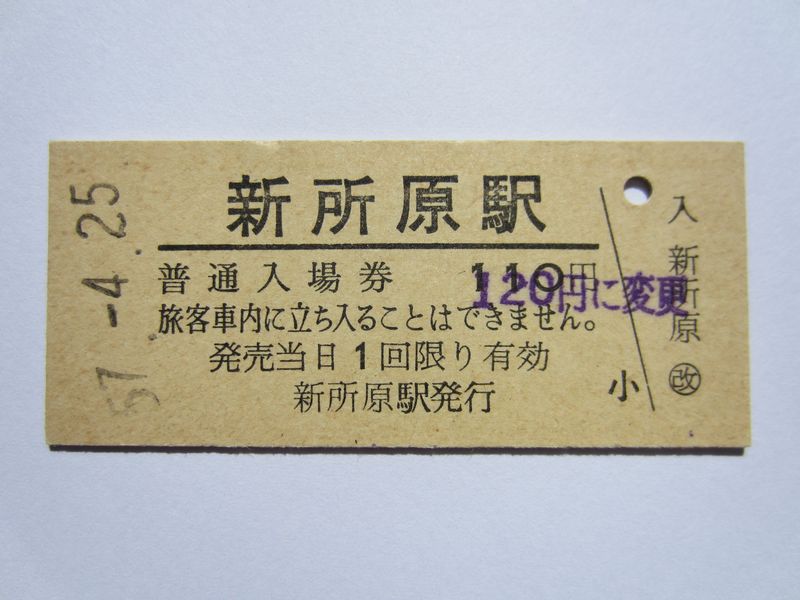 新所原駅
普通入場券 110円
120円に変更
旅客車内に立ち入ることはできません。
発売当日1回限り有効
新所原駅発行
小
入
新所原
改
57.-4.25